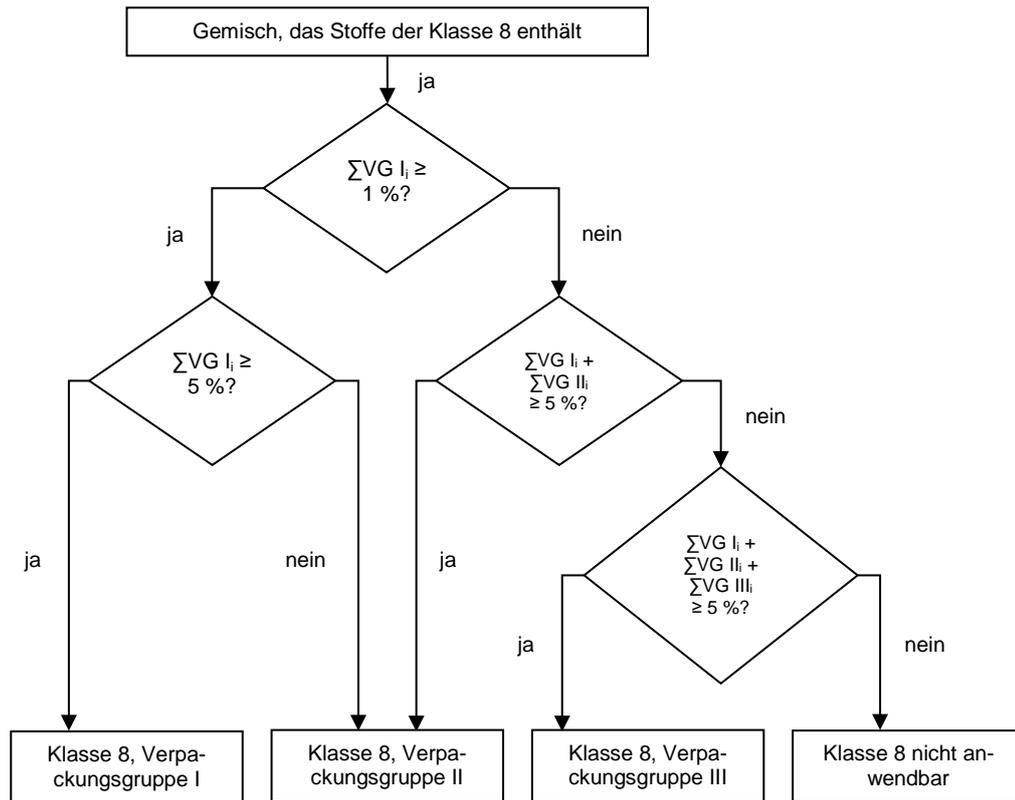 Gemisch, das Stoffe der Klasse 8 enthält
ja
∑VG Iᵢ ≥
1 %?
ja
nein
∑VG Iᵢ ≥
5 %?
∑VG Iᵢ +
∑VG IIᵢ
≥ 5 %?
nein
ja
nein
ja
∑VG Iᵢ +
∑VG IIᵢ +
∑VG IIIᵢ
≥ 5 %?
ja
nein
Klasse 8, Verpa-
ckungsgruppe I
Klasse 8, Verpa-
ckungsgruppe II
Klasse 8, Verpa-
ckungsgruppe III
Klasse 8 nicht an-
wendbar